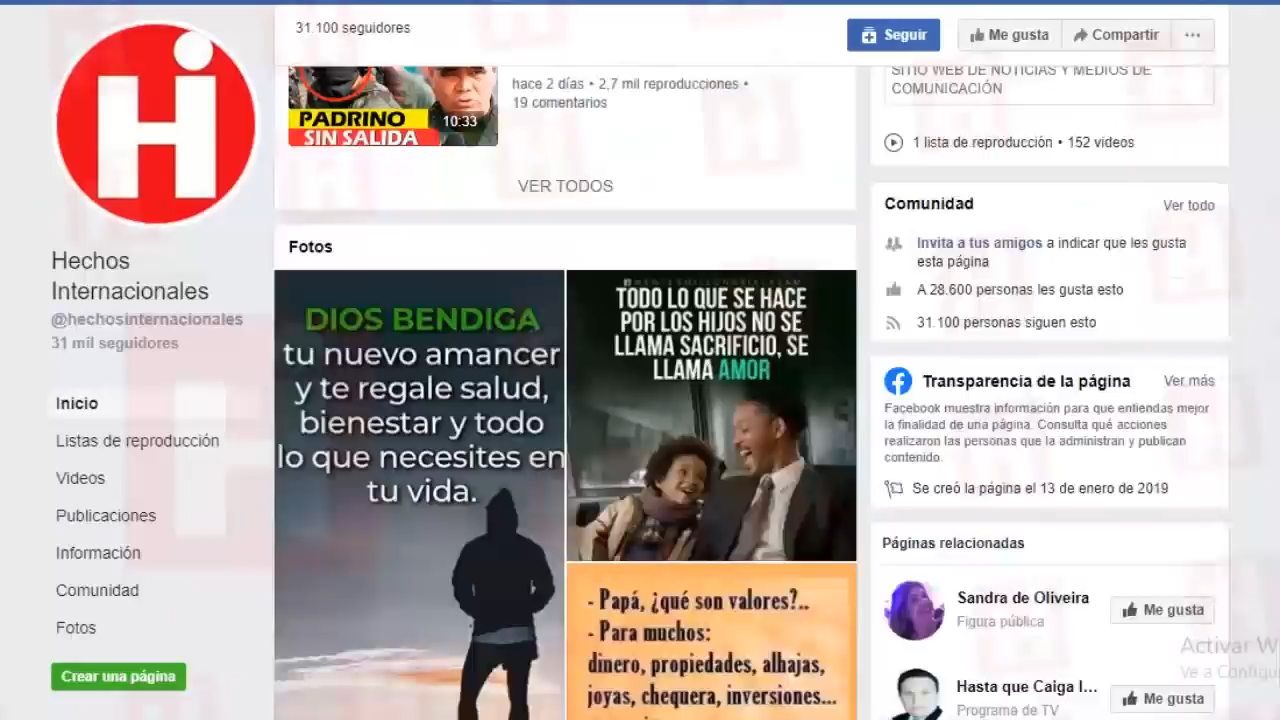 31.100 seguidores
Seguir
Me gusta
Compartir
PADRINO
SIN SALIDA
10:33
hace 2 días • 2,7 mil reproducciones •
19 comentarios
VER TODOS
Hi
Hechos
Internacionales
@hechosinternacionales
31 mil seguidores
Inicio
Listas de reproducción
Videos
Publicaciones
Información
Comunidad
Fotos
Crear una página
Fotos
DIOS BENDIGA
tu nuevo amancer
y te regale salud,
bienestar y todo
lo que necesites en
tu vida.
TODO LO QUE SE HACE
POR LOS HIJOS NO SE
LLAMA SACRIFICIO, SE
LLAMA AMOR
- Papá, ¿qué son valores?..
- Para muchos:
dinero, propiedades, alhajas,
joyas, chequera, inversiones...
SITIO WEB DE NOTICIAS Y MEDIOS DE
COMUNICACIÓN
1 lista de reproducción • 152 videos
Comunidad
Ver todo
Invita a tus amigos a indicar que les gusta
esta página
A 28.600 personas les gusta esto
31.100 personas siguen esto
Transparencia de la página
Ver más
Facebook muestra información para que entiendas mejor
la finalidad de una página. Consulta qué acciones
realizaron las personas que la administran y publican
contenido.
Se creó la página el 13 de enero de 2019
Páginas relacionadas
Sandra de Oliveira
Figura pública
Me gusta
Hasta que Caiga l...
Programa de TV
Me gusta
Activar W
Ve a Configu